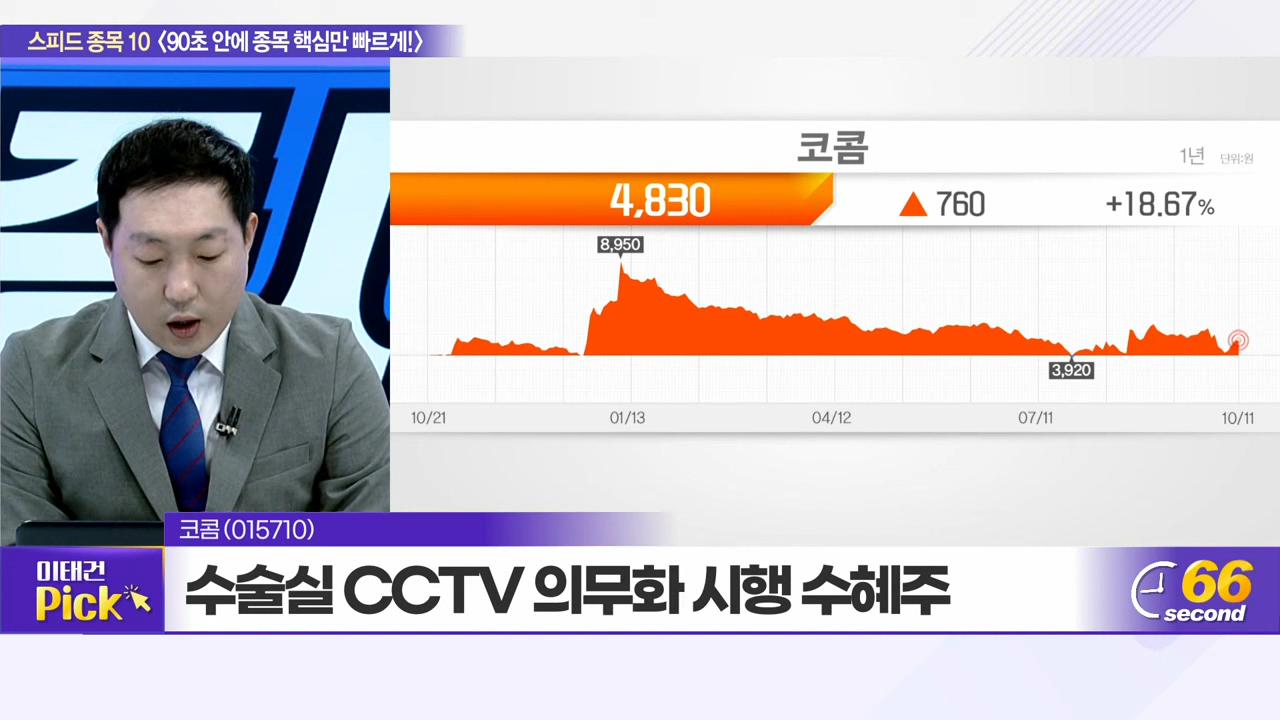 스피드 종목 10 〈90초 안에 종목 핵심만 빠르게!〉
코콤
1년 단위:원
4,830 ▲ 760 +18.67%
8,950
3,920
10/21 01/13 04/12 07/11 10/11
코콤(015710)
이태건
Pick
수술실 CCTV 의무화 시행 수혜주
66
second